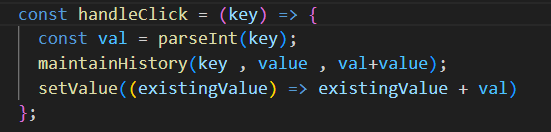 const handleClick = (key) => {
  const val = parseInt(key);
  maintainHistory(key , value , val+value);
  setValue((existingValue) => existingValue + val)
};